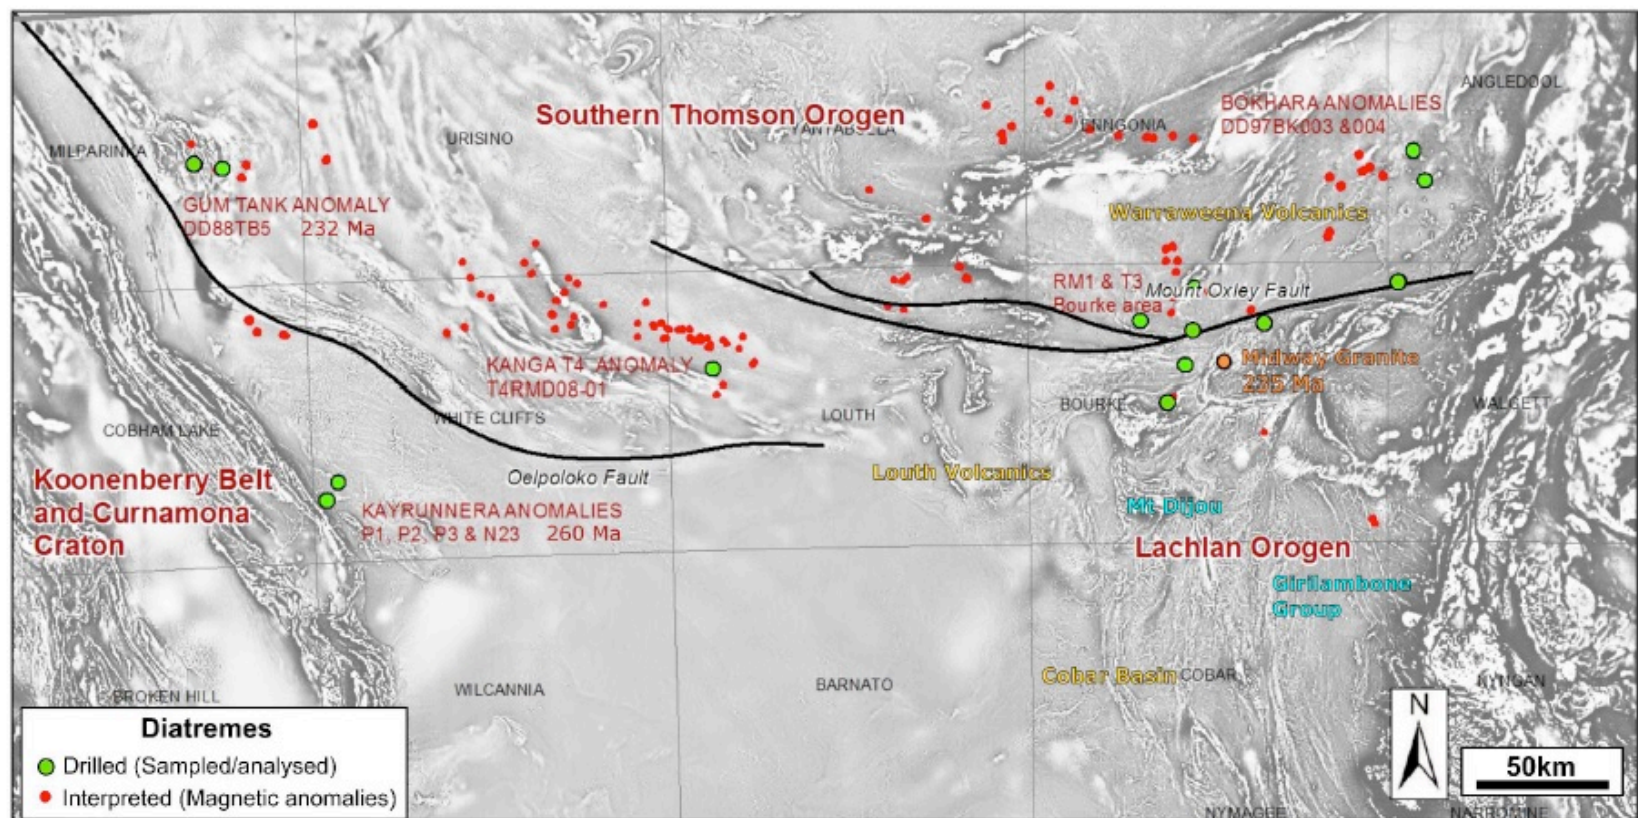 ANGLEDOOL
BOKHARA ANOMALIES
DD97BK003 &004
Southern Thomson Orogen
YANTABULLA
ENNGONIA
URISINO
MILPARINKA
GUM TANK ANOMALY
DD88TB5 232 Ma
Warraweena Volcanics
RM1 & T3
Bourke area ?
Mount Oxley Fault
KANGA T4 ANOMALY
T4RMD08-01
Midway Granite
235 Ma
WHITE CLIFFS
LOUTH
BOURKE
WALGETT
COBHAM LAKE
Oelpoloko Fault
Louth Volcanics
Koonenberry Belt
and Curnamona
Craton
KAYRUNNERA ANOMALIES
P1, P2, P3 & N23 260 Ma
Mt Dijou
Lachlan Orogen
Girilambone
Group
Cobar Basin
COBAR
BROKEN HILL
WILCANNIA
BARNATO
NYNGAN
Diatremes
Drilled (Sampled/analysed)
Interpreted (Magnetic anomalies)
N
50km
NYMAGEE
NARROMINE